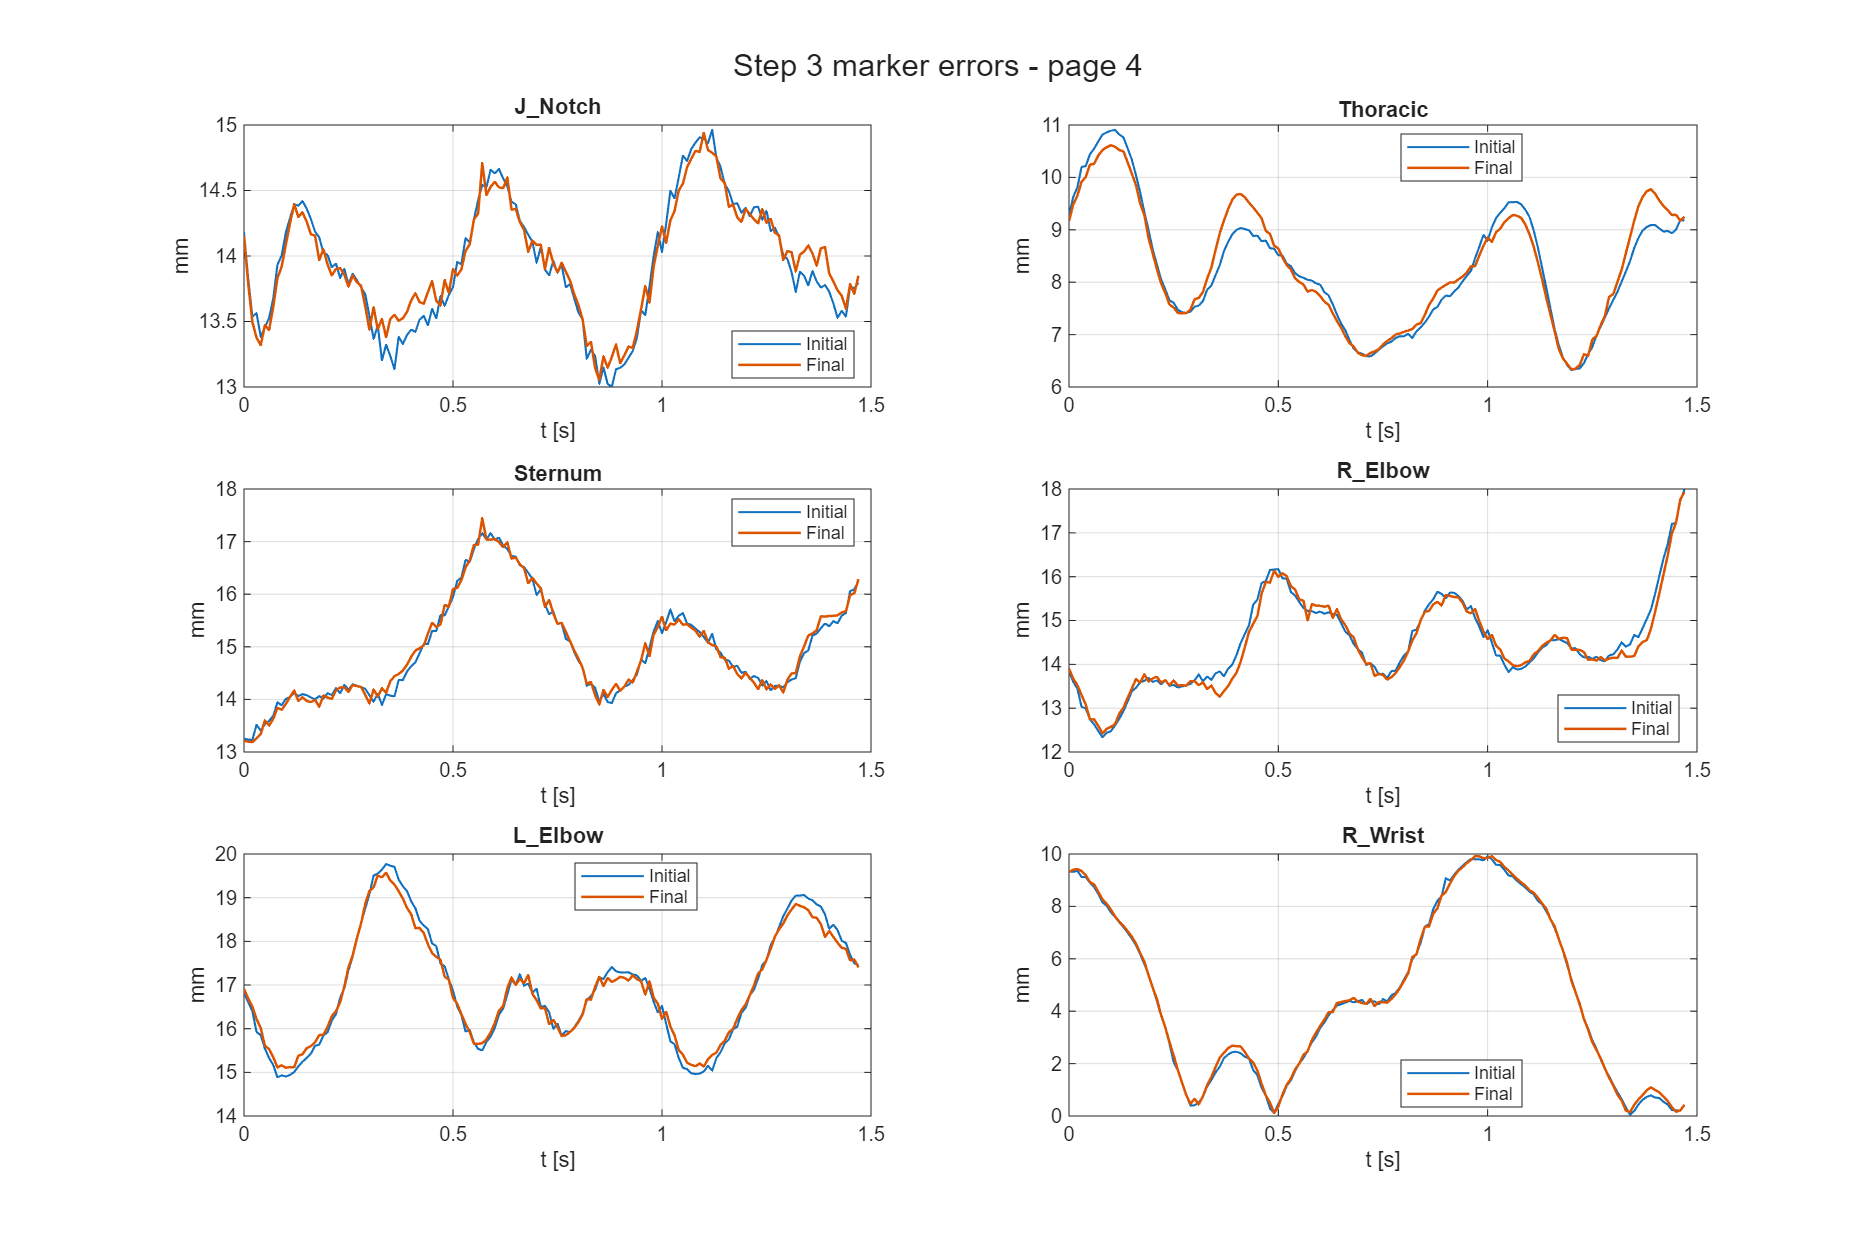 Step 3 marker errors - page 4
J_Notch
15
14.5
14
13.5
13
mm
0 0.5 1 1.5
t [s]
Initial
Final
Thoracic
11
10
9
8
7
6
mm
0 0.5 1 1.5
t [s]
Initial
Final
Sternum
18
17
16
15
14
13
mm
0 0.5 1 1.5
t [s]
Initial
Final
R_Elbow
18
17
16
15
14
13
12
mm
0 0.5 1 1.5
t [s]
Initial
Final
L_Elbow
20
19
18
17
16
15
14
mm
0 0.5 1 1.5
t [s]
Initial
Final
R_Wrist
10
8
6
4
2
0
mm
0 0.5 1 1.5
t [s]
Initial
Final